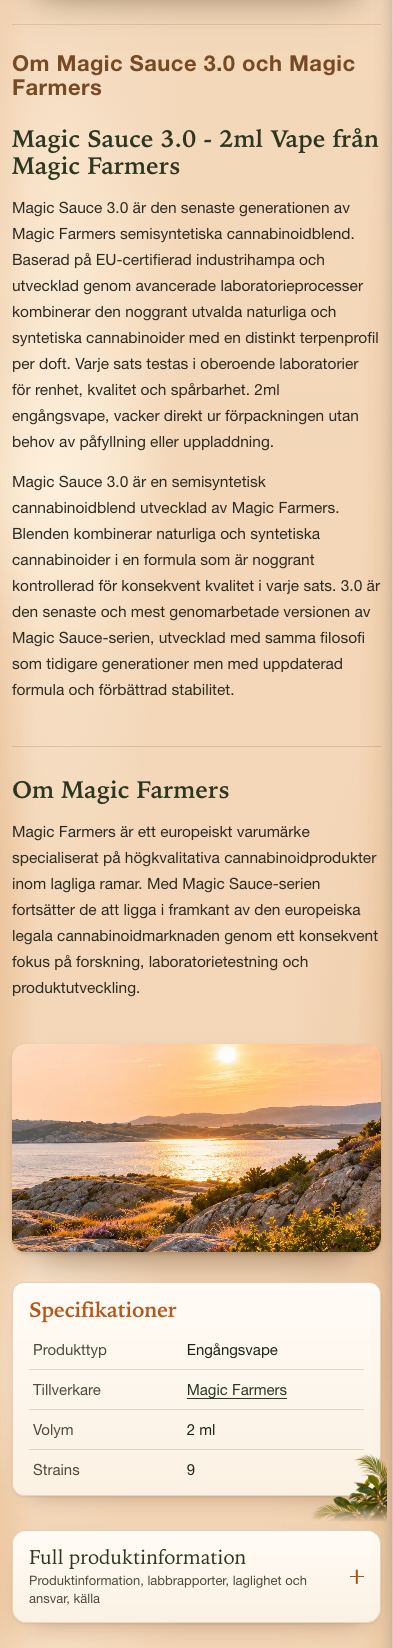 Om Magic Sauce 3.0 och Magic
Farmers
Magic Sauce 3.0 - 2ml Vape från
Magic Farmers
Magic Sauce 3.0 är den senaste generationen av
Magic Farmers semisyntetiska cannabinoidblend.
Baserad på EU-certifierad industrihampa och
utvecklad genom avancerade laboratorieprocesser
kombinerar den noggrant utvalda naturliga och
syntetiska cannabinoider med en distinkt terpenprofil
per doft. Varje sats testas i oberoende laboratorier
för renhet, kvalitet och spårbarhet. 2ml
engångsvape, vacker direkt ur förpackningen utan
behov av påfyllning eller uppladdning.
Magic Sauce 3.0 är en semisyntetisk
cannabinoidblend utvecklad av Magic Farmers.
Blenden kombinerar naturliga och syntetiska
cannabinoider i en formula som är noggrant
kontrollerad för konsekvent kvalitet i varje sats. 3.0 är
den senaste och mest genomarbetade versionen av
Magic Sauce-serien, utvecklad med samma filosofi
som tidigare generationer men med uppdaterad
formula och förbättrad stabilitet.
Om Magic Farmers
Magic Farmers är ett europeiskt varumärke
specialiserat på högkvalitativa cannabinoidprodukter
inom lagliga ramar. Med Magic Sauce-serien
fortsätter de att ligga i framkant av den europeiska
legala cannabinoidmarknaden genom ett konsekvent
fokus på forskning, laboratorietestning och
produktutveckling.
Specifikationer
Produkttyp Engångsvape
Tillverkare Magic Farmers
Volym 2 ml
Strains 9
Full produktinformation
Produktinformation, labbrapporter, laglighet och
ansvar, källa